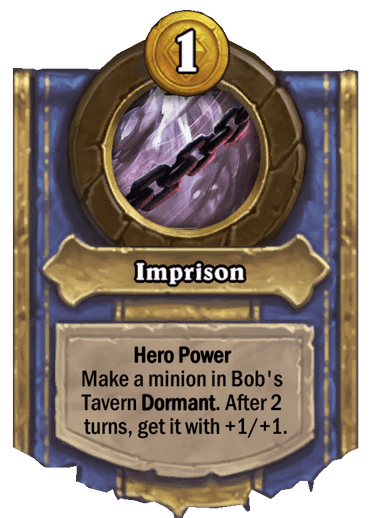 1
Imprison
Hero Power
Make a minion in Bob's
Tavern Dormant. After 2
turns, get it with +1/+1.